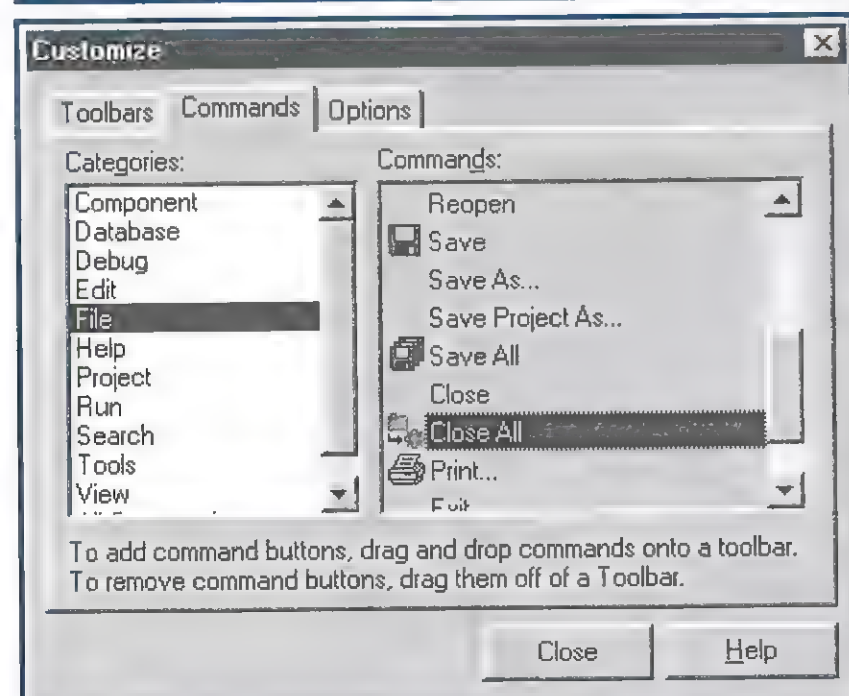 Customize
Toolbars Commands Options
Categories:
Component
Database
Debug
Edit
File
Help
Project
Run
Search
Tools
View
Commands:
Reopen
Save
Save As...
Save Project As...
Save All
Close
Close All
Print...
Exit
To add command buttons, drag and drop commands onto a toolbar.
To remove command buttons, drag them off of a Toolbar.
Close Help